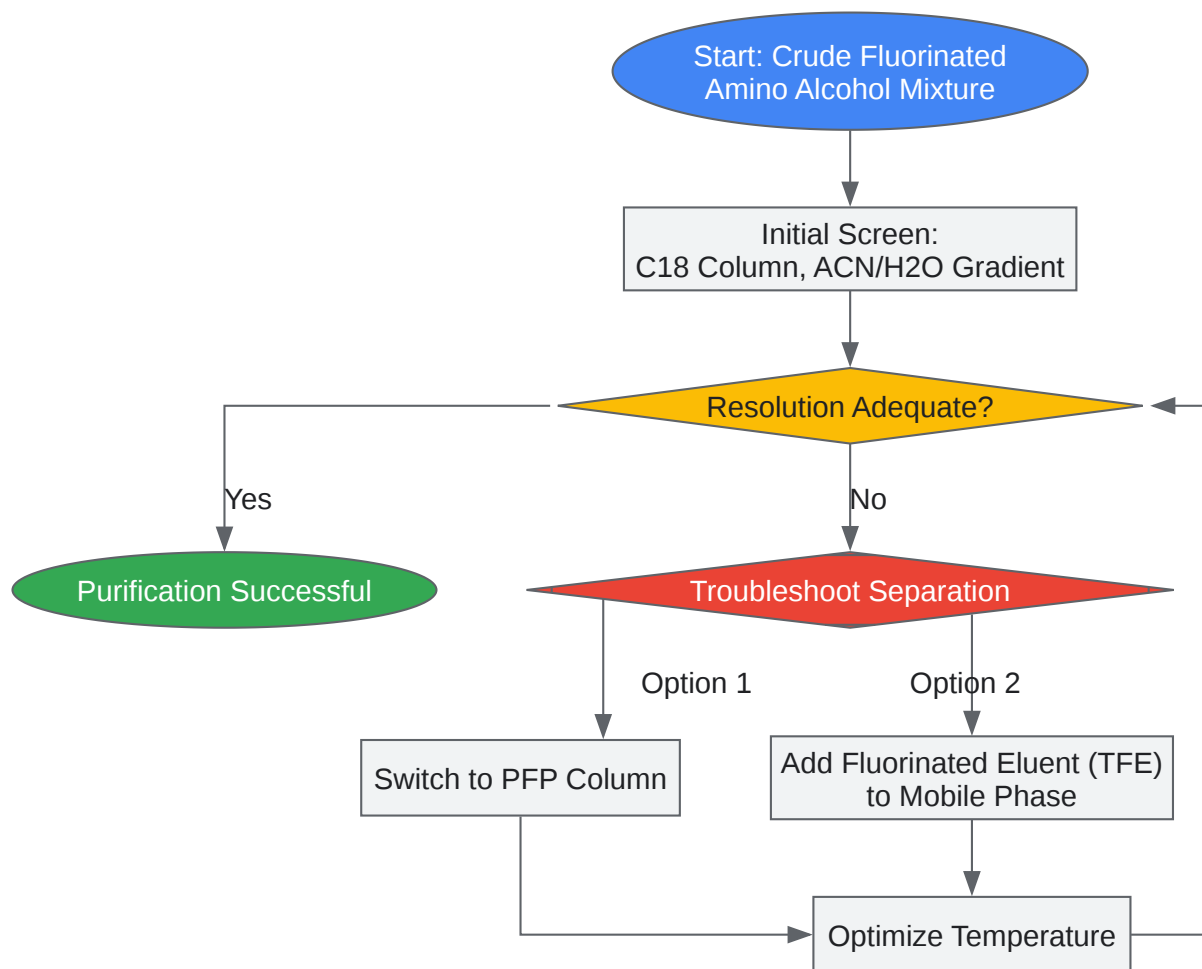 Start: Crude Fluorinated
Amino Alcohol Mixture
Initial Screen:
C18 Column, ACN/H2O Gradient
Resolution Adequate?
Yes
No
Purification Successful
Troubleshoot Separation
Option 1
Option 2
Switch to PFP Column
Add Fluorinated Eluent (TFE)
to Mobile Phase
Optimize Temperature